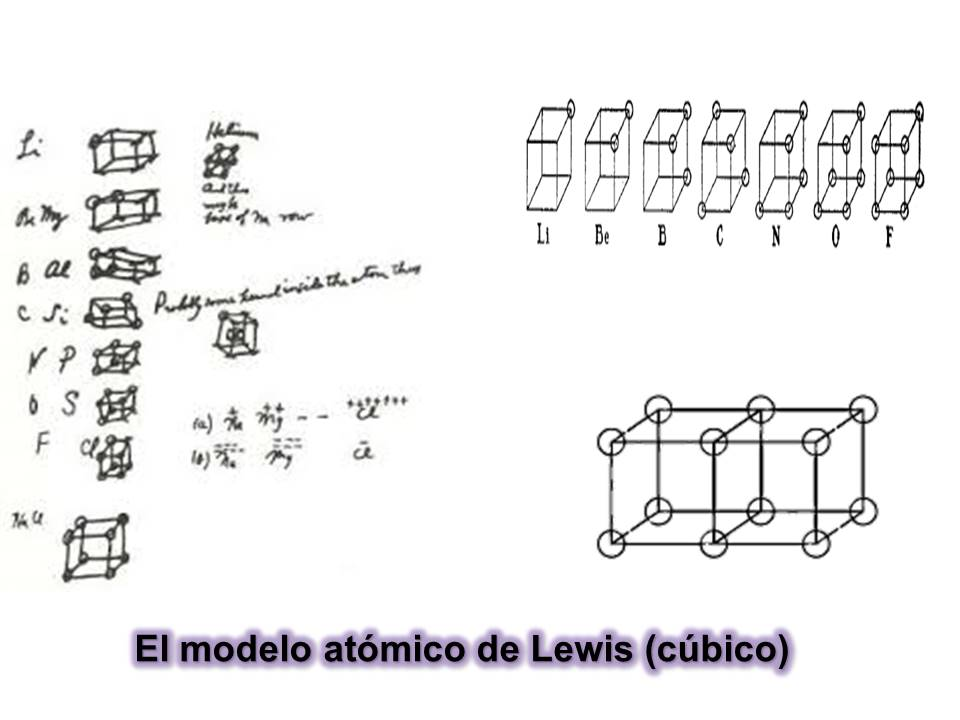 Li
Helium
Be Mg
B Al
C Si
Probably some kernel inside the atom thus
N P
O S
F Cl
(a) + Na ++ Mg - - +++++++ Cl
(b) Na Mg Cl
Na Cl
Li Be B C N O F
El modelo atómico de Lewis (cúbico)